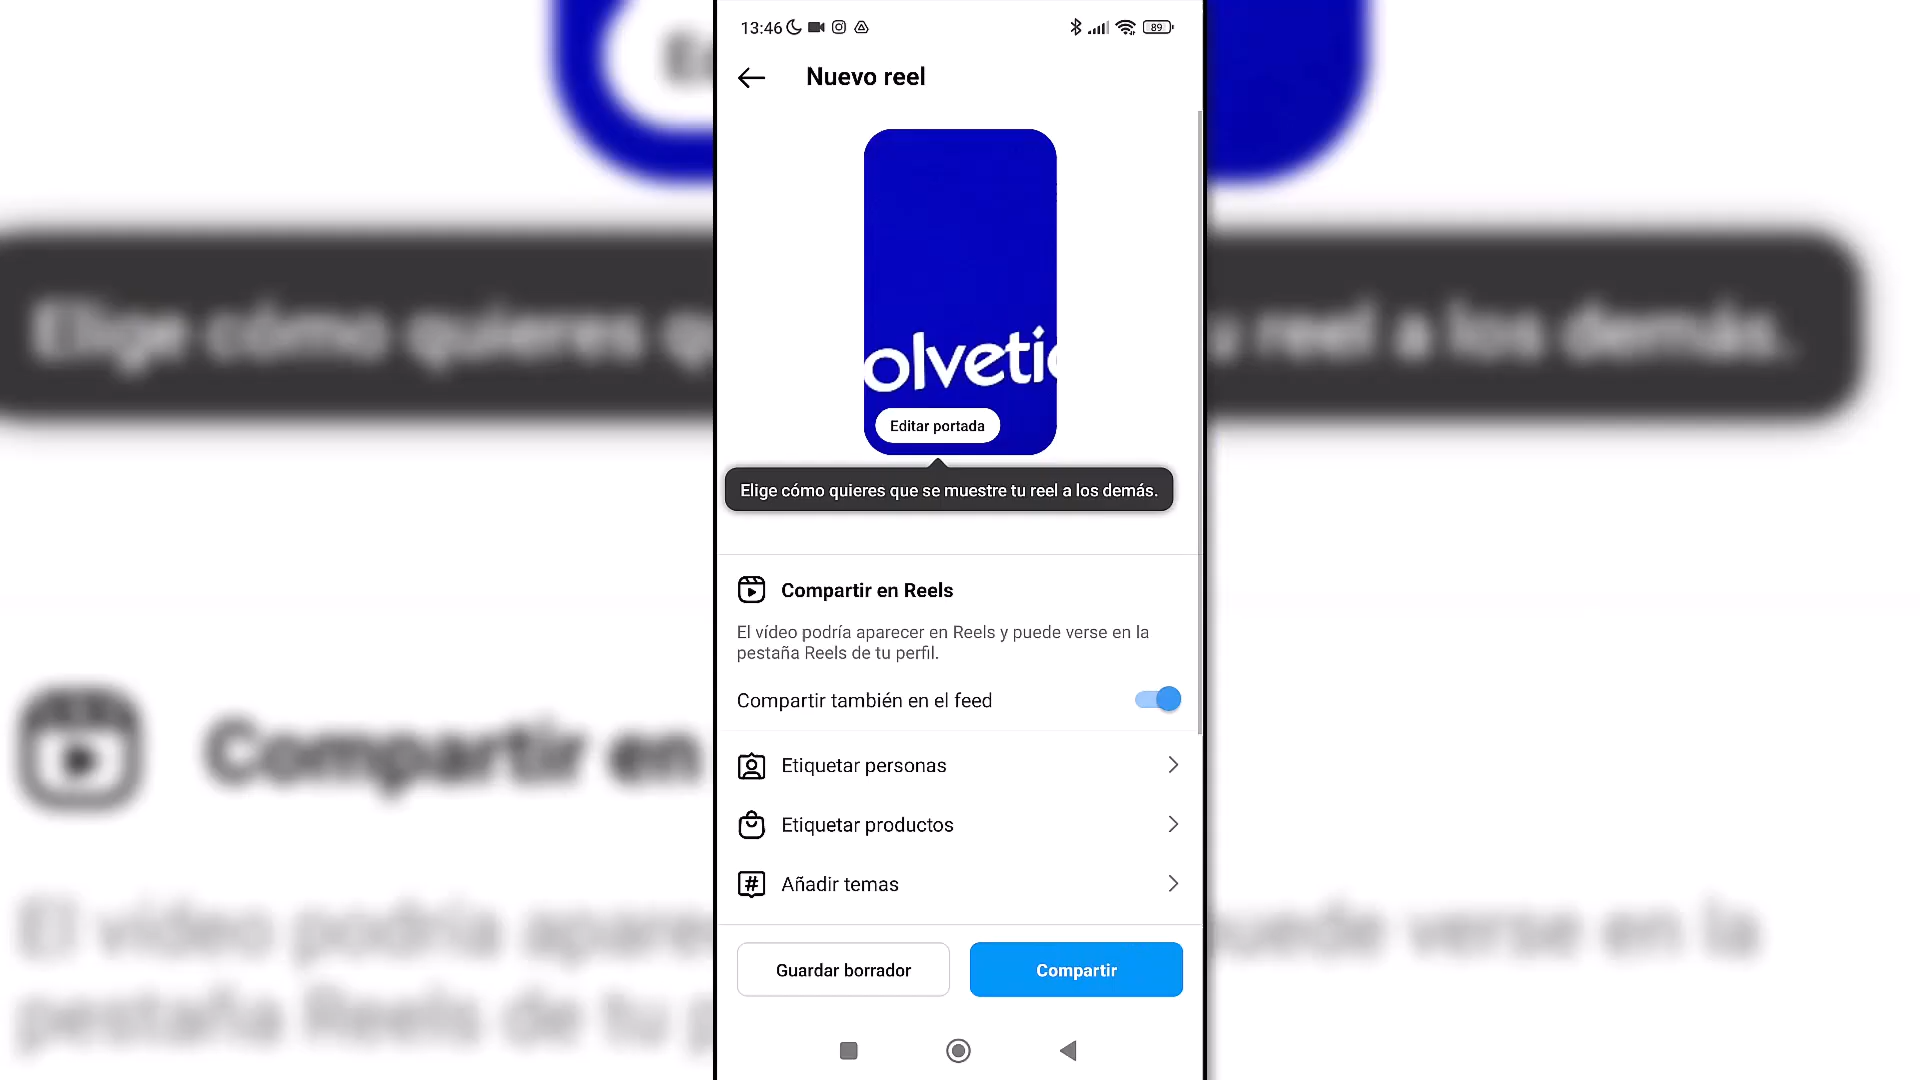 13:46
89
Nuevo reel
olvetic
Editar portada
Elige cómo quieres que se muestre tu reel a los demás.
Compartir en Reels
El vídeo podría aparecer en Reels y puede verse en la
pestaña Reels de tu perfil.
Compartir también en el feed
Etiquetar personas
Etiquetar productos
Añadir temas
Guardar borrador
Compartir
Elige cómo quieres q
u reel a los demás.
Compartir en
El vídeo podría apare
puede verse en la
pestaña Reels de tu p